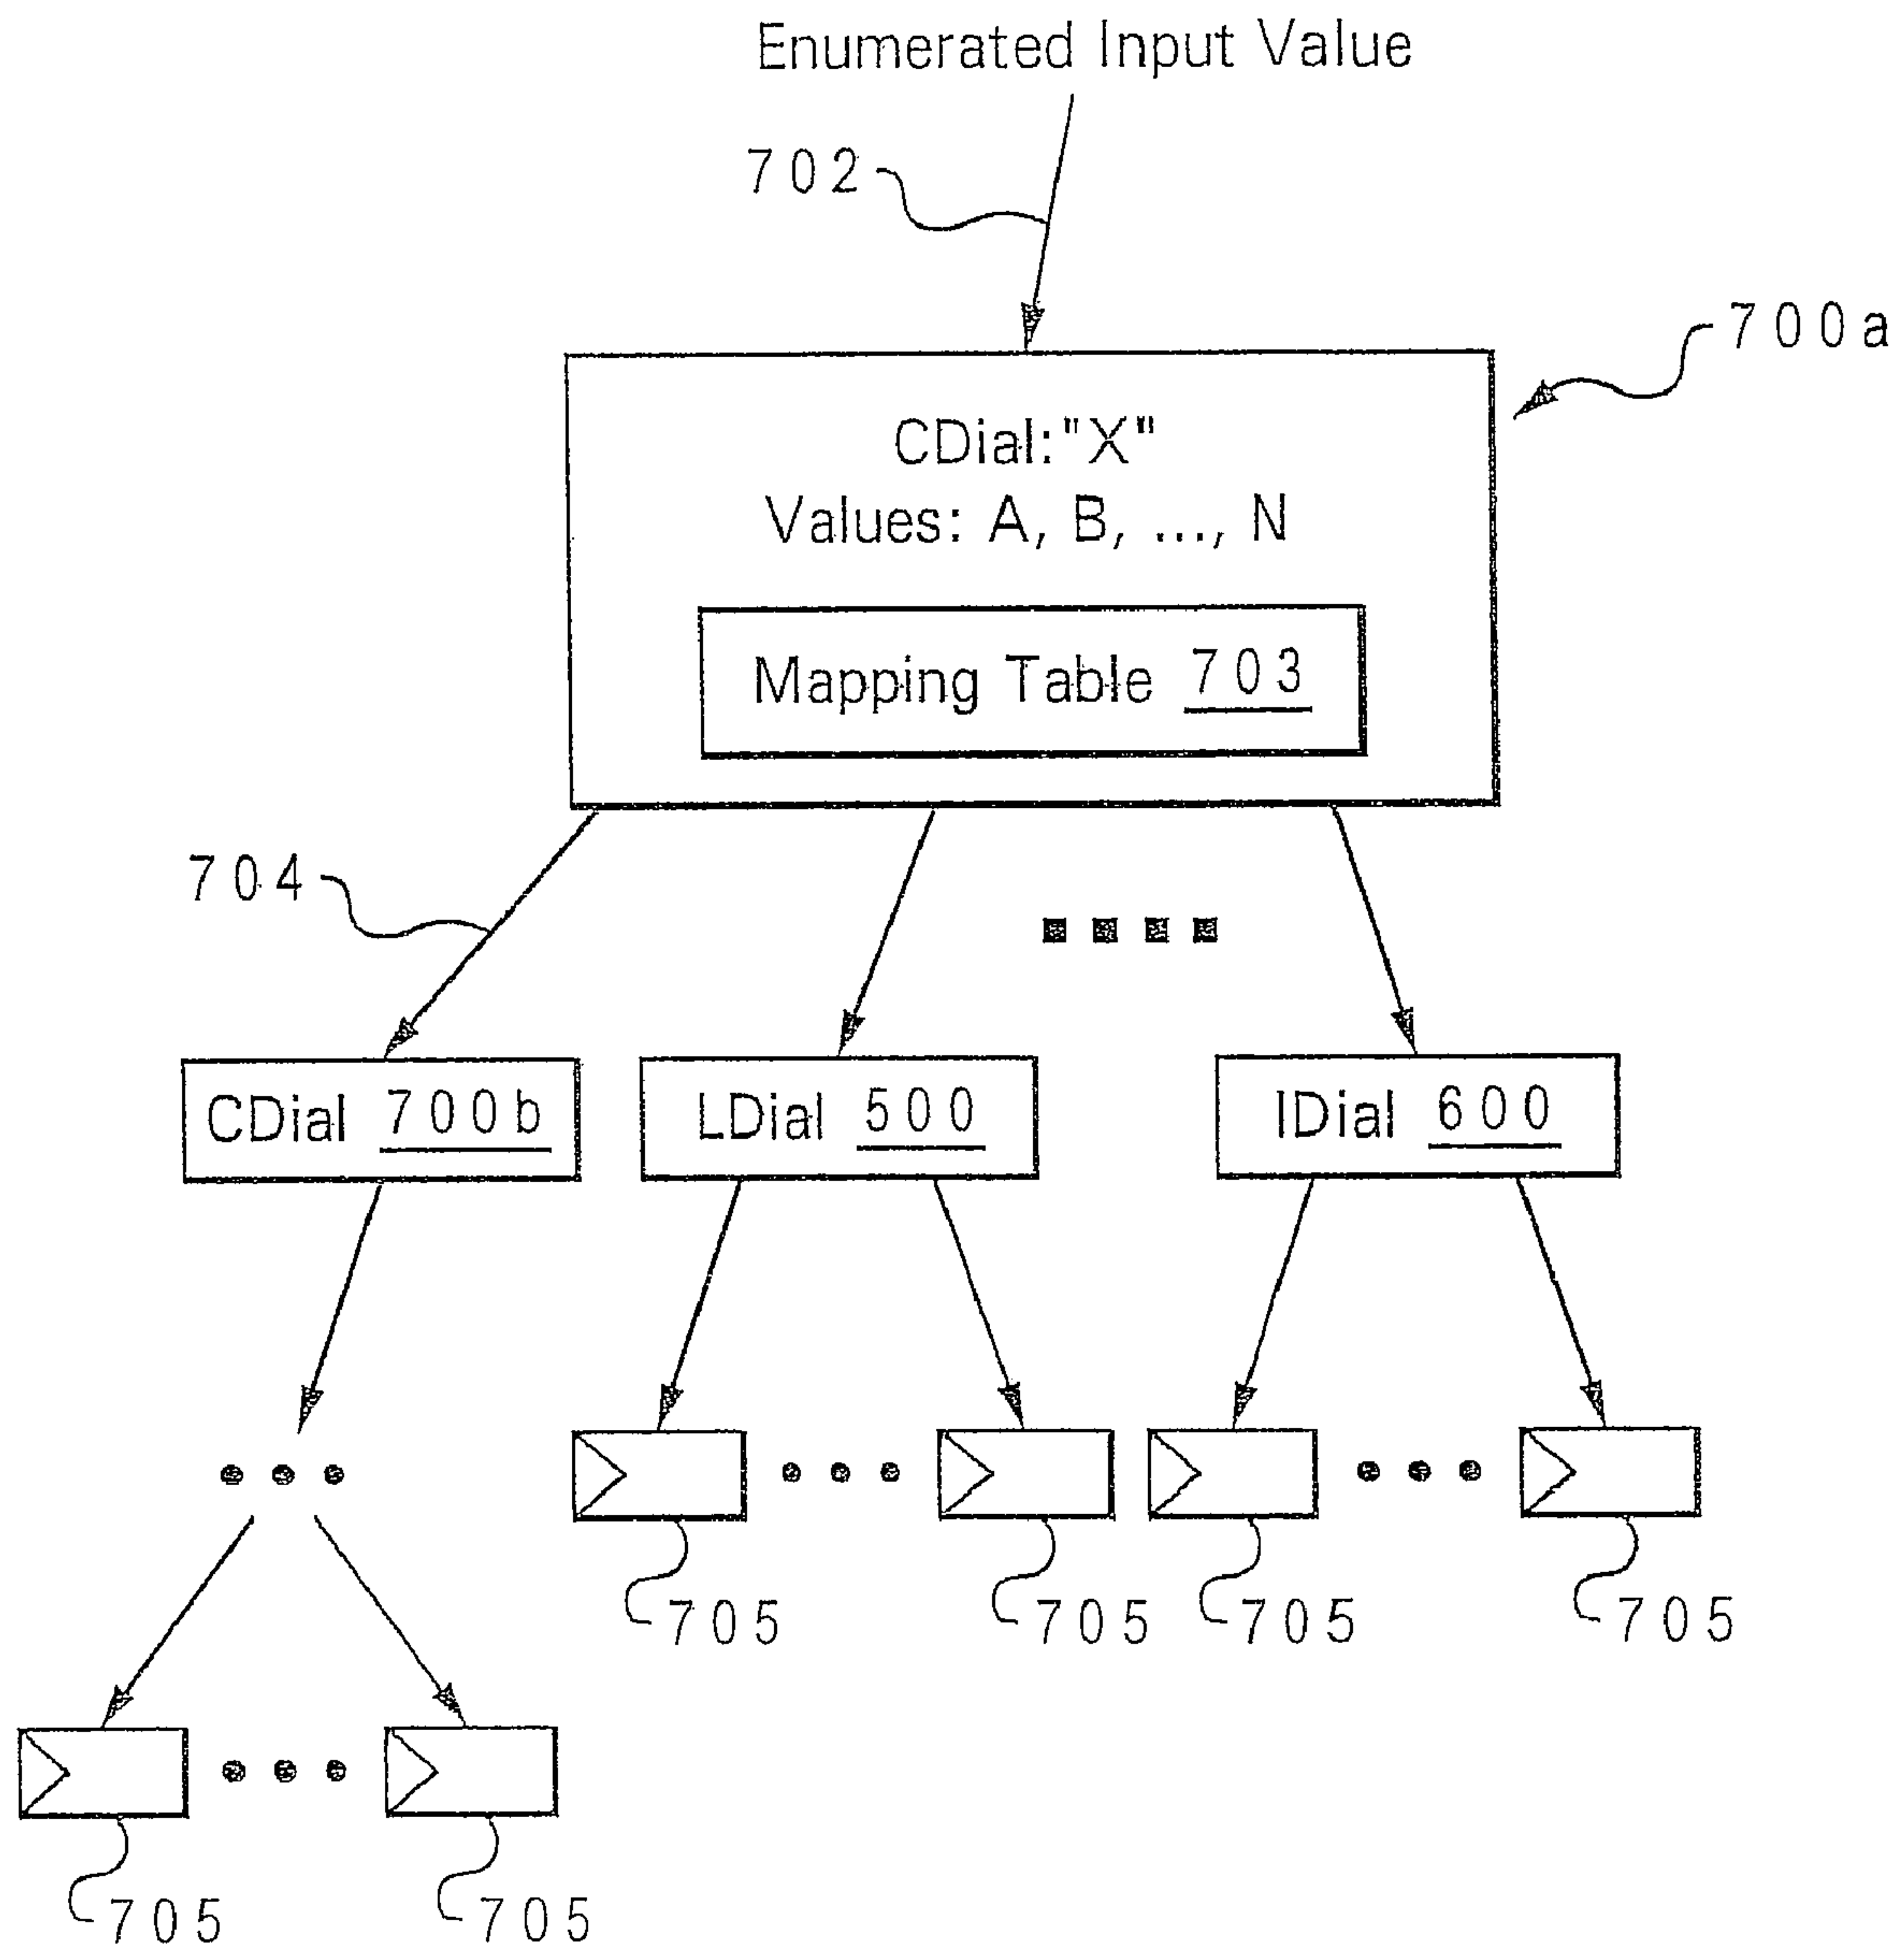 Enumerated Input Value
702
700a
CDial:"X"
Values: A, B, ..., N
Mapping Table 703
704
CDial 700b
LDial 500
IDial 600
705
705
705
705
705
705